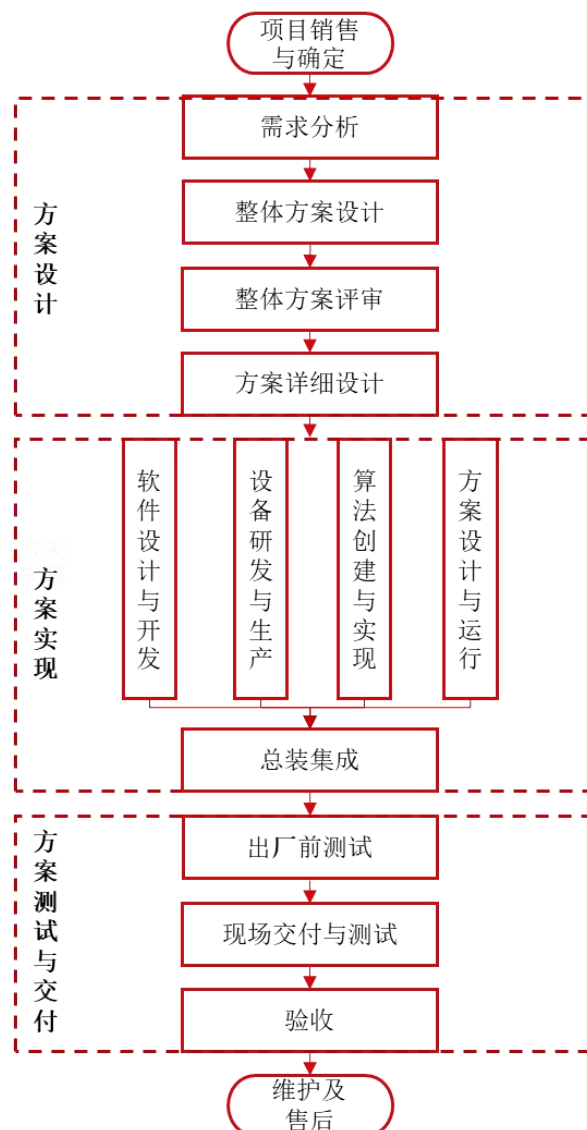 项目销售
与确定
需求分析
整体方案设计
整体方案评审
方案详细设计
方案设计
软件设计与开发
设备研发与生产
算法创建与实现
方案设计与运行
方案实现
总装集成
出厂前测试
现场交付与测试
验收
方案测试与交付
维护及
售后